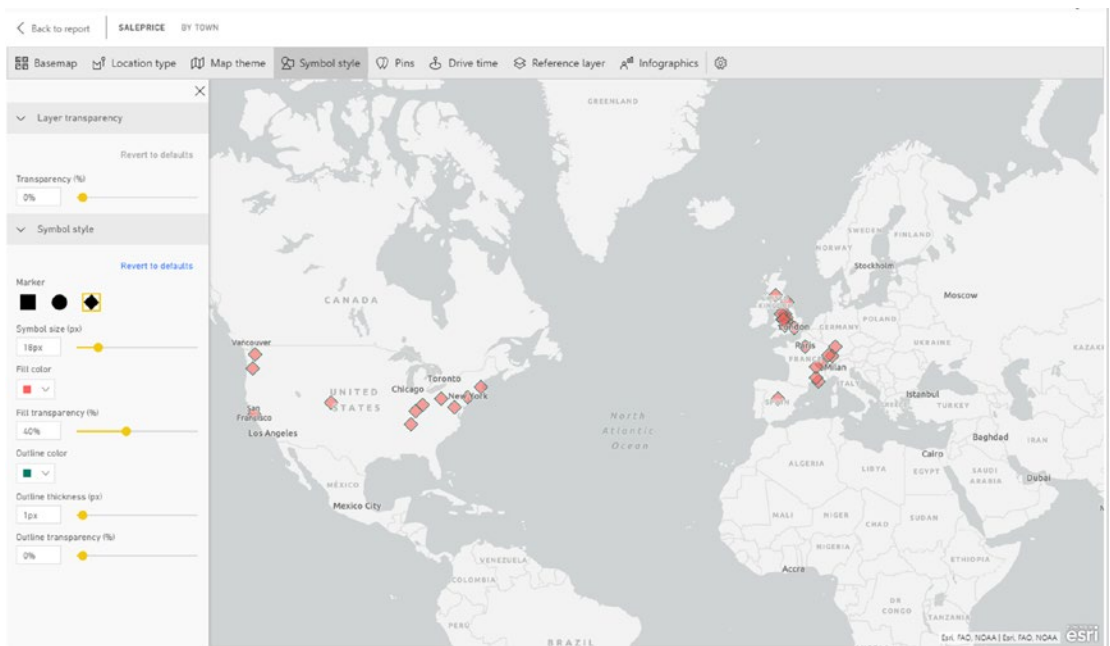 Back to report SALEPRICE BY TOWN
Basemap Location type Map theme Symbol style Pins Drive time Reference layer Infographics
Layer transparency
Revert to defaults
Transparency (%)
0%
Symbol style
Revert to defaults
Marker
Symbol size (px)
18px
Fill color
Fill transparency (%)
40%
Outline color
Outline thickness (px)
1px
Outline transparency (%)
0%
GREENLAND
SWEDEN
FINLAND
NORWAY
Stockholm
Moscow
CANADA
London
GERMANY
POLAND
Vancouver
Paris
UKRAINE
FRANCE
Milan
Toronto
Chicago
New York
UNITED
STATES
San
Francisco
Los Angeles
ITALY
SPAIN
Istanbul
TURKEY
North
Atlantic
Ocean
Baghdad
IRAN
Cairo
ALGERIA
LIBYA
EGYPT
SAUDI
ARABIA
Dubai
MÉXICO
Mexico City
MALI
NIGER
CHAD
SUDAN
NIGERIA
ETHIOPIA
Accra
VENEZUELA
COLOMBIA
DR
CONGO
TANZANIA
PERU
BRAZIL
Esri, FAO, NOAA | Esri, FAO, NOAA
esri